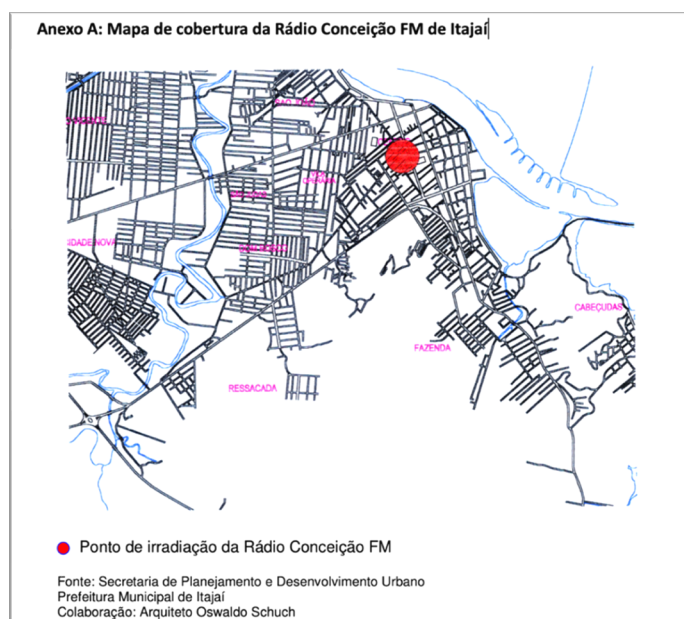 Anexo A: Mapa de cobertura da Rádio Conceição FM de Itajaí
CIDADE NOVA
CABEÇUDAS
FAZENDA
RESSACADA
Ponto de irradiação da Rádio Conceição FM
Fonte: Secretaria de Planejamento e Desenvolvimento Urbano
Prefeitura Municipal de Itajaí
Colaboração: Arquiteto Oswaldo Schuch